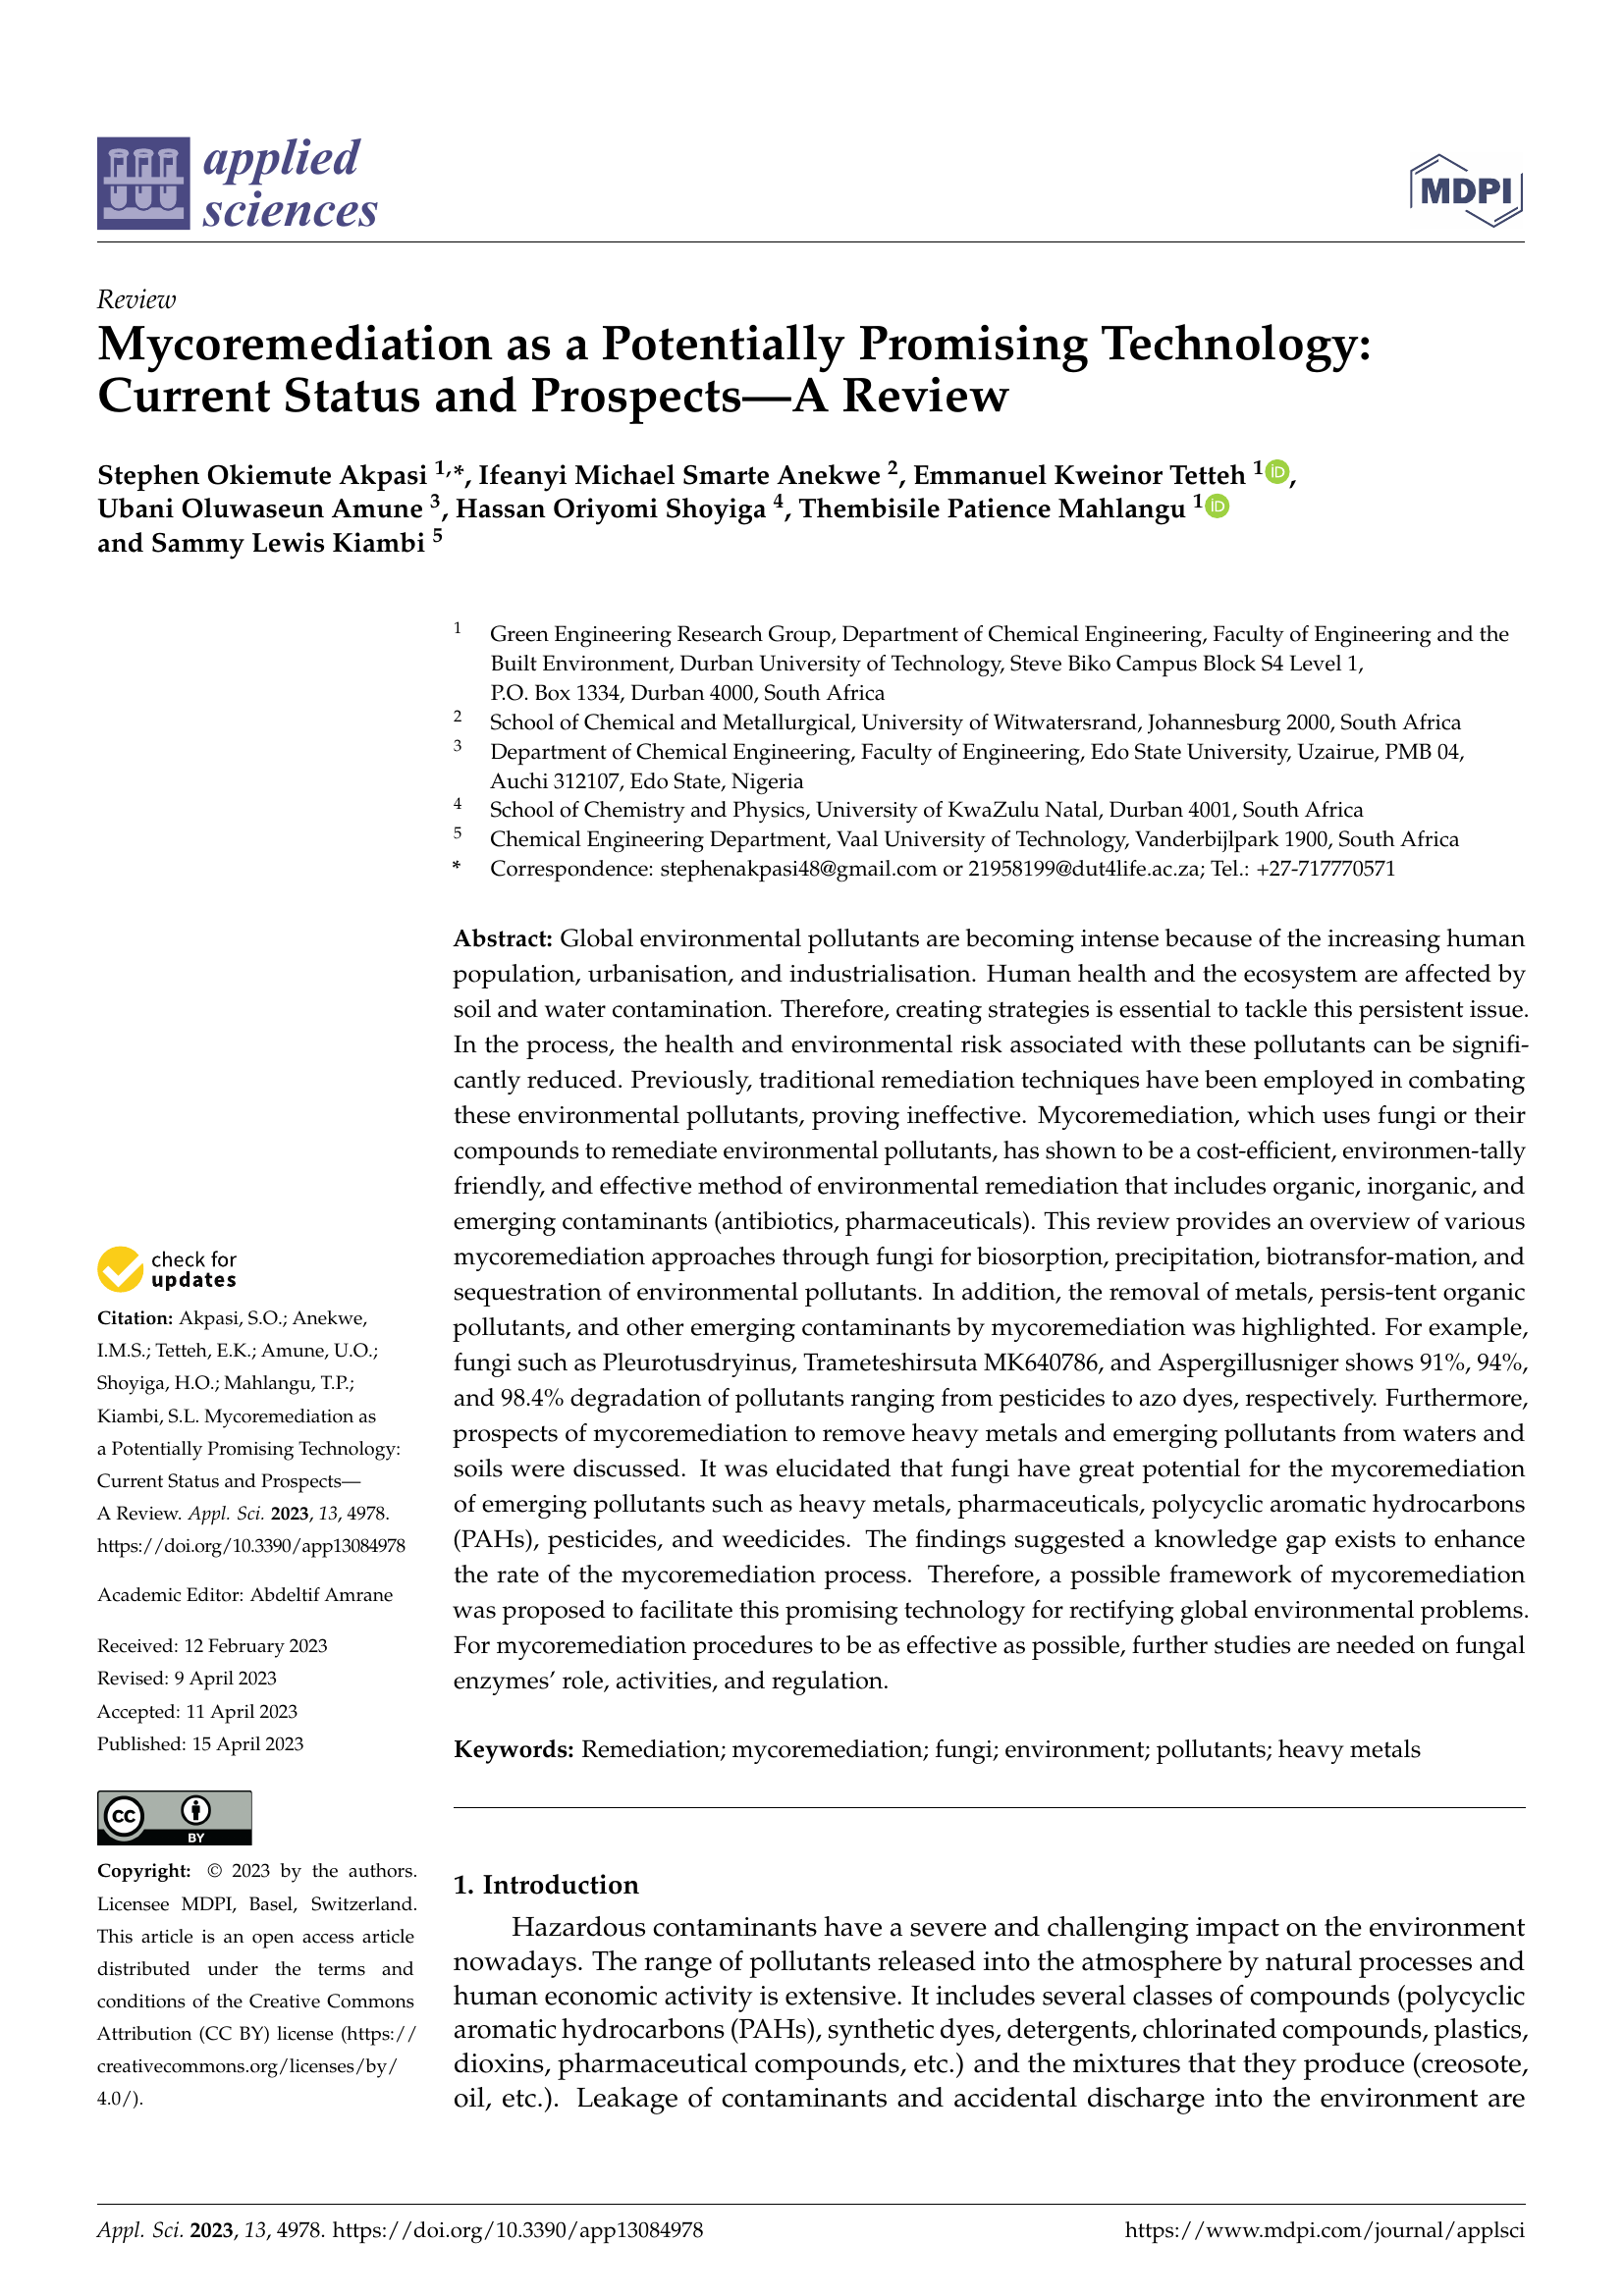 applied
sciences
MDPI
Review
Mycoremediation as a Potentially Promising Technology:
Current Status and Prospects—A Review
Stephen Okiemute Akpasi 1,*, Ifeanyi Michael Smarte Anekwe 2, Emmanuel Kweinor Tetteh 1 iD,
Ubani Oluwaseun Amune 3, Hassan Oriyomi Shoyiga 4, Thembisile Patience Mahlangu 1 iD
and Sammy Lewis Kiambi 5
1 Green Engineering Research Group, Department of Chemical Engineering, Faculty of Engineering and the
Built Environment, Durban University of Technology, Steve Biko Campus Block S4 Level 1,
P.O. Box 1334, Durban 4000, South Africa
2 School of Chemical and Metallurgical, University of Witwatersrand, Johannesburg 2000, South Africa
3 Department of Chemical Engineering, Faculty of Engineering, Edo State University, Uzairue, PMB 04,
Auchi 312107, Edo State, Nigeria
4 School of Chemistry and Physics, University of KwaZulu Natal, Durban 4001, South Africa
5 Chemical Engineering Department, Vaal University of Technology, Vanderbijlpark 1900, South Africa
* Correspondence: stephenakpasi48@gmail.com or 21958199@dut4life.ac.za; Tel.: +27-717770571
Abstract: Global environmental pollutants are becoming intense because of the increasing human
population, urbanisation, and industrialisation. Human health and the ecosystem are affected by
soil and water contamination. Therefore, creating strategies is essential to tackle this persistent issue.
In the process, the health and environmental risk associated with these pollutants can be signifi-
cantly reduced. Previously, traditional remediation techniques have been employed in combating
these environmental pollutants, proving ineffective. Mycoremediation, which uses fungi or their
compounds to remediate environmental pollutants, has shown to be a cost-efficient, environmen-tally
friendly, and effective method of environmental remediation that includes organic, inorganic, and
emerging contaminants (antibiotics, pharmaceuticals). This review provides an overview of various
mycoremediation approaches through fungi for biosorption, precipitation, biotransfor-mation, and
sequestration of environmental pollutants. In addition, the removal of metals, persis-tent organic
pollutants, and other emerging contaminants by mycoremediation was highlighted. For example,
fungi such as Pleurotusdryinus, Trameteshirsuta MK640786, and Aspergillusniger shows 91%, 94%,
and 98.4% degradation of pollutants ranging from pesticides to azo dyes, respectively. Furthermore,
prospects of mycoremediation to remove heavy metals and emerging pollutants from waters and
soils were discussed. It was elucidated that fungi have great potential for the mycoremediation
of emerging pollutants such as heavy metals, pharmaceuticals, polycyclic aromatic hydrocarbons
(PAHs), pesticides, and weedicides. The findings suggested a knowledge gap exists to enhance
the rate of the mycoremediation process. Therefore, a possible framework of mycoremediation
was proposed to facilitate this promising technology for rectifying global environmental problems.
For mycoremediation procedures to be as effective as possible, further studies are needed on fungal
enzymes’ role, activities, and regulation.
Keywords: Remediation; mycoremediation; fungi; environment; pollutants; heavy metals
check for
updates
Citation: Akpasi, S.O.; Anekwe,
I.M.S.; Tetteh, E.K.; Amune, U.O.;
Shoyiga, H.O.; Mahlangu, T.P.;
Kiambi, S.L. Mycoremediation as
a Potentially Promising Technology:
Current Status and Prospects—
A Review. Appl. Sci. 2023, 13, 4978.
https://doi.org/10.3390/app13084978
Academic Editor: Abdeltif Amrane
Received: 12 February 2023
Revised: 9 April 2023
Accepted: 11 April 2023
Published: 15 April 2023
cc BY
Copyright: © 2023 by the authors.
Licensee MDPI, Basel, Switzerland.
This article is an open access article
distributed under the terms and
conditions of the Creative Commons
Attribution (CC BY) license (https://
creativecommons.org/licenses/by/
4.0/).
1. Introduction
Hazardous contaminants have a severe and challenging impact on the environment
nowadays. The range of pollutants released into the atmosphere by natural processes and
human economic activity is extensive. It includes several classes of compounds (polycyclic
aromatic hydrocarbons (PAHs), synthetic dyes, detergents, chlorinated compounds, plastics,
dioxins, pharmaceutical compounds, etc.) and the mixtures that they produce (creosote,
oil, etc.). Leakage of contaminants and accidental discharge into the environment are
Appl. Sci. 2023, 13, 4978. https://doi.org/10.3390/app13084978
https://www.mdpi.com/journal/applsci